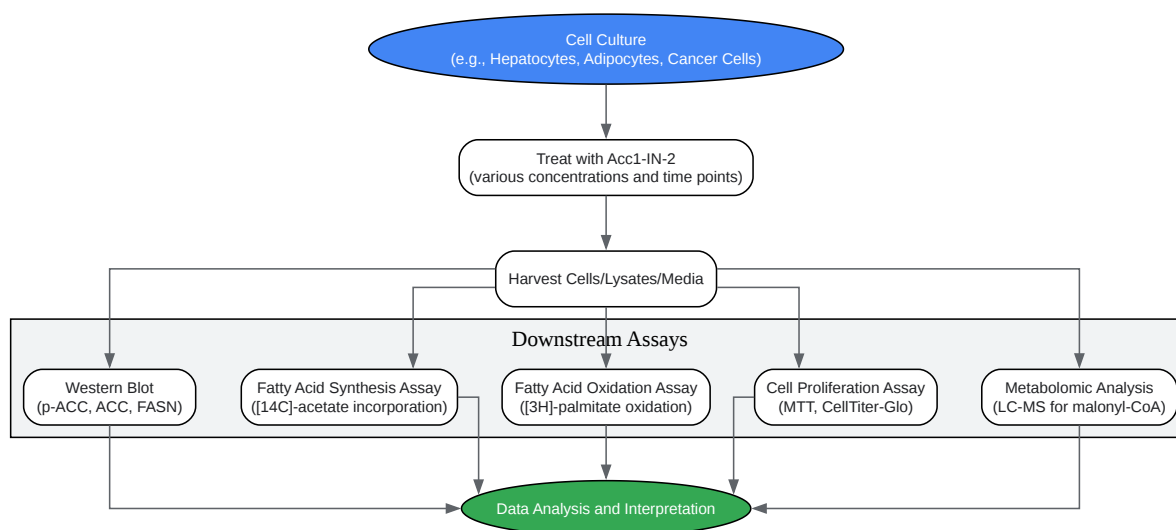 Cell Culture
(e.g., Hepatocytes, Adipocytes, Cancer Cells)
Treat with Acc1-IN-2
(various concentrations and time points)
Harvest Cells/Lysates/Media
Downstream Assays
Western Blot
(p-ACC, ACC, FASN)
Fatty Acid Synthesis Assay
([14C]-acetate incorporation)
Fatty Acid Oxidation Assay
([3H]-palmitate oxidation)
Cell Proliferation Assay
(MTT, CellTiter-Glo)
Metabolomic Analysis
(LC-MS for malonyl-CoA)
Data Analysis and Interpretation